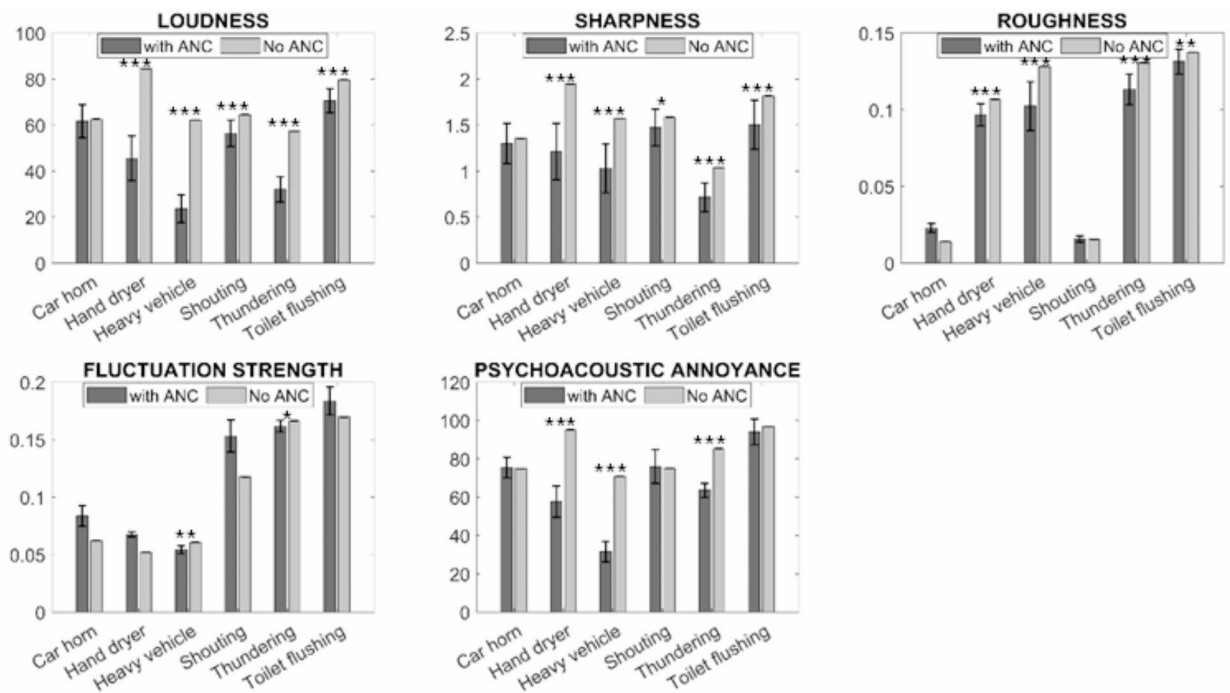 LOUDNESS
with ANC No ANC
100
80
60
40
20
0
*** *** *** *** ***
Car horn Hand dryer Heavy vehicle Shouting Thundering Toilet flushing
SHARPNESS
with ANC No ANC
2.5
2
1.5
1
0.5
0
*** *** * *** ***
Car horn Hand dryer Heavy vehicle Shouting Thundering Toilet flushing
ROUGHNESS
with ANC No ANC
0.15
0.1
0.05
0
*** *** *** **
Car horn Hand dryer Heavy vehicle Shouting Thundering Toilet flushing
FLUCTUATION STRENGTH
with ANC No ANC
0.2
0.15
0.1
0.05
0
** *
Car horn Hand dryer Heavy vehicle Shouting Thundering Toilet flushing
PSYCHOACOUSTIC ANNOYANCE
with ANC No ANC
120
100
80
60
40
20
0
*** *** ***
Car horn Hand dryer Heavy vehicle Shouting Thundering Toilet flushing